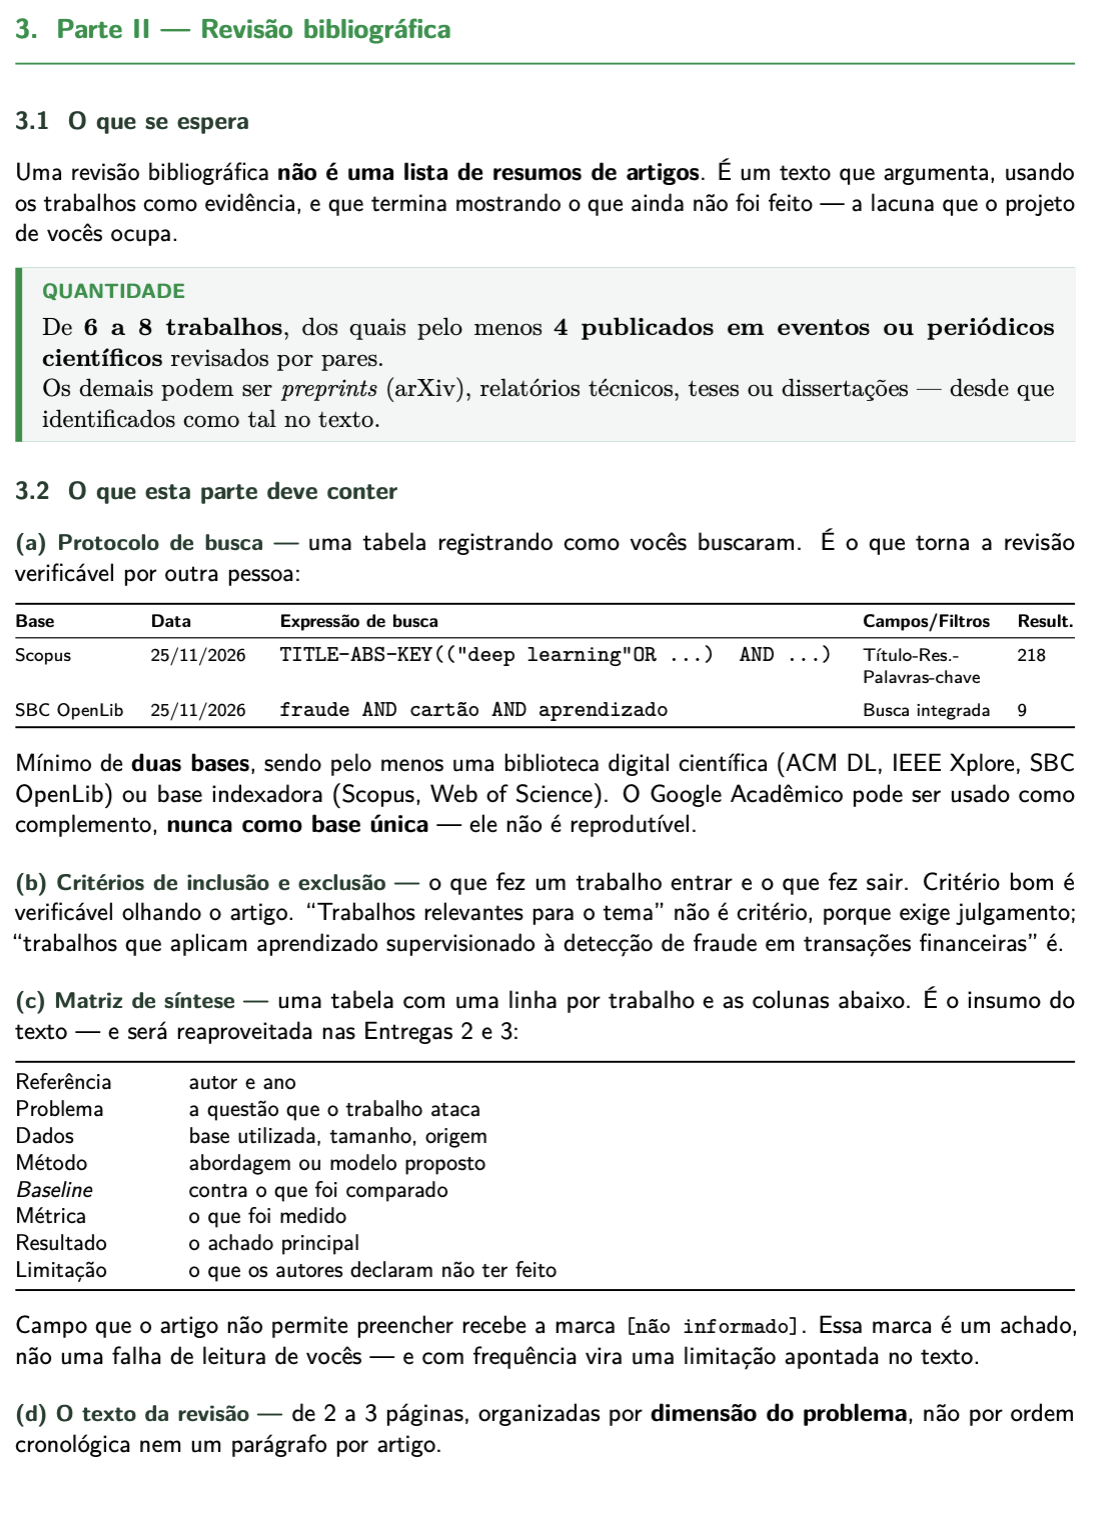 3. Parte II — Revisão bibliográfica
3.1 O que se espera
Uma revisão bibliográfica não é uma lista de resumos de artigos. É um texto que argumenta, usando
os trabalhos como evidência, e que termina mostrando o que ainda não foi feito — a lacuna que o projeto
de vocês ocupa.
QUANTIDADE
De 6 a 8 trabalhos, dos quais pelo menos 4 publicados em eventos ou periódicos
científicos revisados por pares.
Os demais podem ser preprints (arXiv), relatórios técnicos, teses ou dissertações — desde que
identificados como tal no texto.
3.2 O que esta parte deve conter
(a) Protocolo de busca — uma tabela registrando como vocês buscaram. É o que torna a revisão
verificável por outra pessoa:
Base Data Expressão de busca Campos/Filtros Result.
Scopus 25/11/2026 TITLE-ABS-KEY(("deep learning"OR ...) AND ...) Título-Res.- 218
Palavras-chave
SBC OpenLib 25/11/2026 fraude AND cartão AND aprendizado Busca integrada 9
Mínimo de duas bases, sendo pelo menos uma biblioteca digital científica (ACM DL, IEEE Xplore, SBC
OpenLib) ou base indexadora (Scopus, Web of Science). O Google Acadêmico pode ser usado como
complemento, nunca como base única — ele não é reprodutível.
(b) Critérios de inclusão e exclusão — o que fez um trabalho entrar e o que fez sair. Critério bom é
verificável olhando o artigo. “Trabalhos relevantes para o tema” não é critério, porque exige julgamento;
“trabalhos que aplicam aprendizado supervisionado à detecção de fraude em transações financeiras” é.
(c) Matriz de síntese — uma tabela com uma linha por trabalho e as colunas abaixo. É o insumo do
texto — e será reaproveitada nas Entregas 2 e 3:
Referência autor e ano
Problema a questão que o trabalho ataca
Dados base utilizada, tamanho, origem
Método abordagem ou modelo proposto
Baseline contra o que foi comparado
Métrica o que foi medido
Resultado o achado principal
Limitação o que os autores declaram não ter feito
Campo que o artigo não permite preencher recebe a marca [não informado]. Essa marca é um achado,
não uma falha de leitura de vocês — e com frequência vira uma limitação apontada no texto.
(d) O texto da revisão — de 2 a 3 páginas, organizadas por dimensão do problema, não por ordem
cronológica nem um parágrafo por artigo.